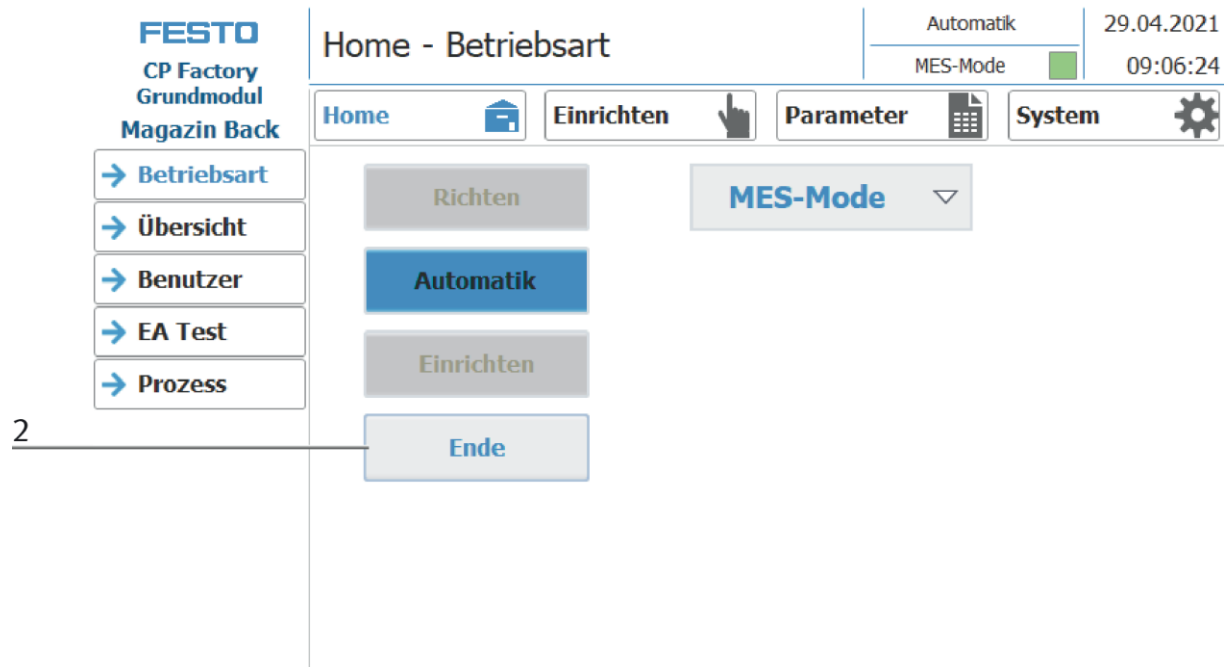 FESTO
CP Factory
Grundmodul
Magazin Back
Home - Betriebsart
Automatik
MES-Mode
29.04.2021
09:06:24
Home
Einrichten
Parameter
System
Betriebsart
Übersicht
Benutzer
EA Test
Prozess
Richten
MES-Mode
Automatik
Einrichten
Ende
2